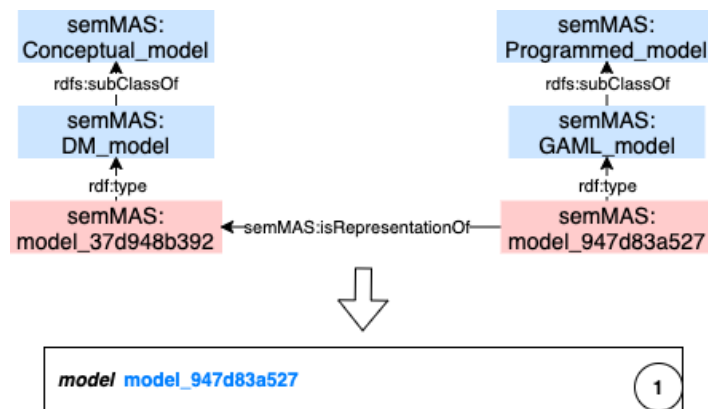 semMAS:
Conceptual_model
semMAS:
Programmed_model
rdfs:subClassOf
rdfs:subClassOf
semMAS:
DM_model
semMAS:
GAML_model
rdf:type
rdf:type
semMAS:
model_37d948b392
semMAS:isRepresentationOf
semMAS:
model_947d83a527
model model_947d83a527
1